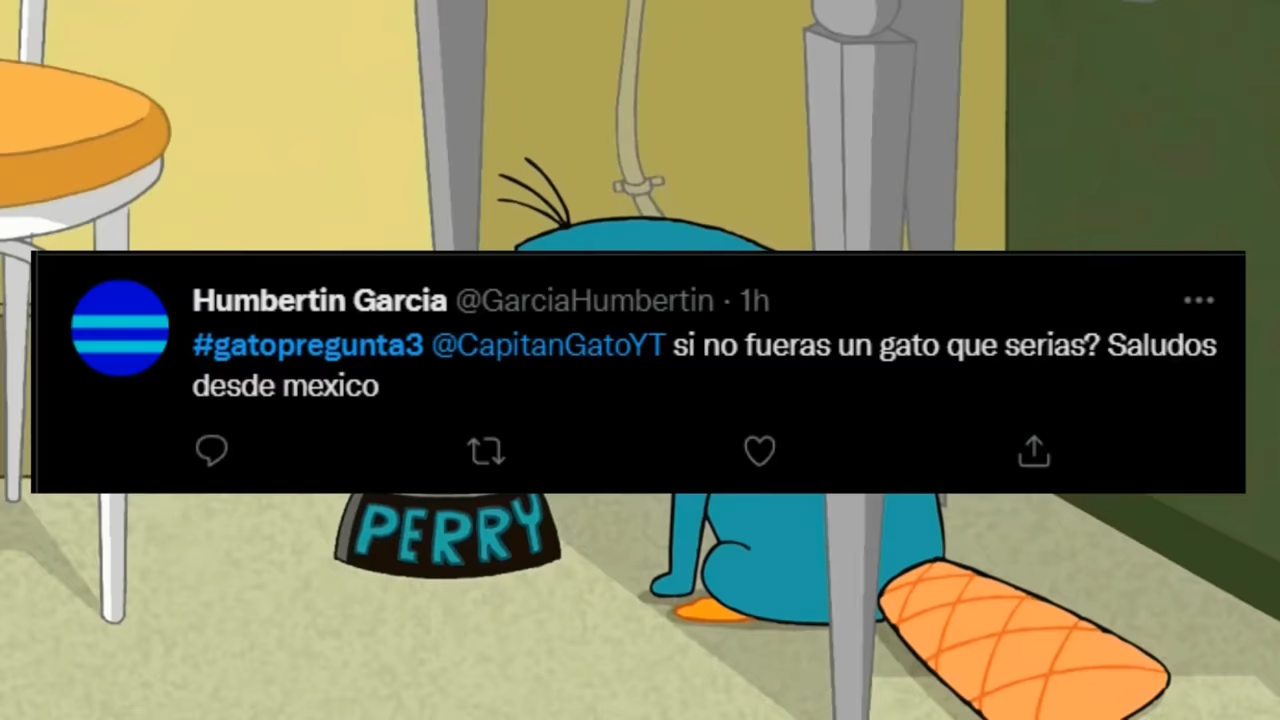 Humbertin Garcia @GarciaHumbertin · 1h
#gatopregunta3 @CapitanGatoYT si no fueras un gato que serias? Saludos
desde mexico
PERRY